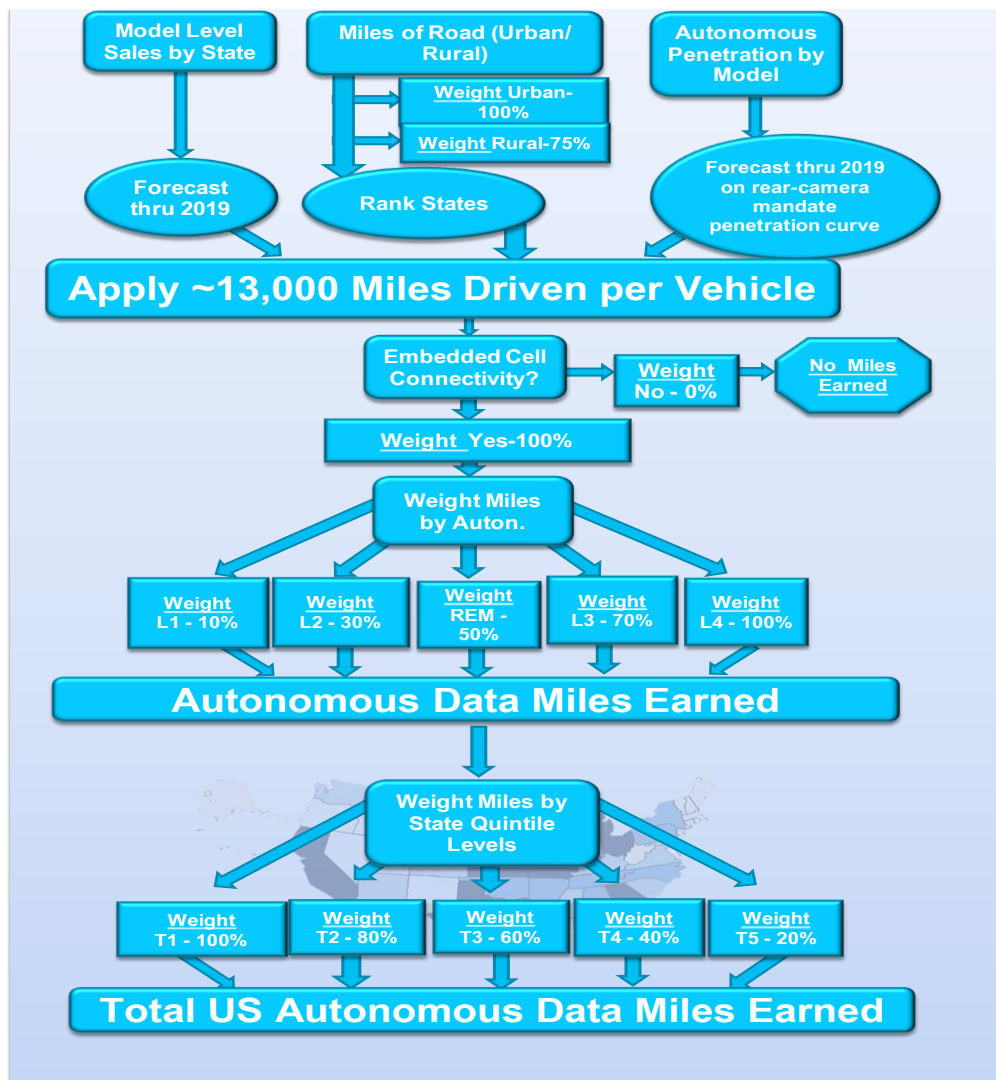 Model Level
Sales by State
Miles of Road (Urban/
Rural)
Autonomous
Penetration by
Model
Weight Urban-
100%
Weight Rural-75%
Forecast
thru 2019
Rank States
Forecast thru 2019
on rear-camera
mandate
penetration curve
Apply ~13,000 Miles Driven per Vehicle
Embedded Cell
Connectivity?
Weight
No - 0%
No Miles
Earned
Weight Yes-100%
Weight Miles
by Auton.
Weight
L1 - 10%
Weight
L2 - 30%
Weight
REM -
50%
Weight
L3 - 70%
Weight
L4 - 100%
Autonomous Data Miles Earned
Weight Miles by
State Quintile
Levels
Weight
T1 - 100%
Weight
T2 - 80%
Weight
T3 - 60%
Weight
T4 - 40%
Weight
T5 - 20%
Total US Autonomous Data Miles Earned